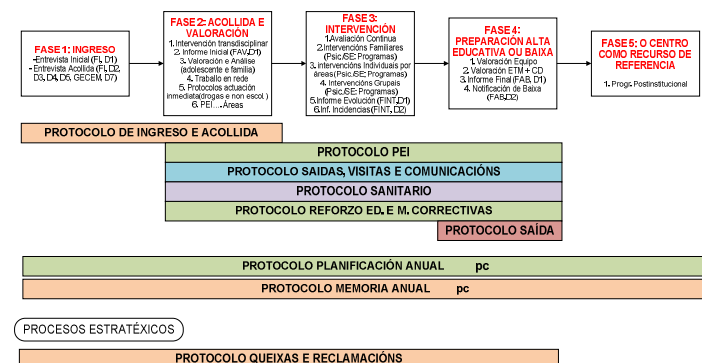 FASE 1: INGRESO
-Entrevista Inicial (FI, D1)
-Entrevista Acollida (FI, D2,
D3, D4, D5, GECEM, D7)
FASE 2: ACOLLIDA E
VALORACIÓN
1.Intervención transdisciplinar
2. Informe Inicial (FAV,D1)
3. Valoración e Análise
(adolescente e familia)
4. Traballo en rede
5. Protocolos actuación
inmediata(drogas e non escol.)
6. PEI....Áreas
FASE 3:
INTERVENCIÓN
1.Avaliación Continua
2.Intervencións Familiares
(Psic./SE: Programas)
3. Intervencións Individuais por
áreas(Psic./SE: Programas)
4. Intervencións Grupais
(Psic./SE: Programas)
5.Informe Evolución (FINT,D1)
6.Inf. Incidencias (FINT, D2)
FASE 4:
PREPARACIÓN ALTA
EDUCATIVA OU BAIXA
1. Valoración Equipo
2. Valoración ETM + CD
3. Informe Final (FAB, D1)
4. Notificación de Baixa
(FAB,D2)
FASE 5: O CENTRO
COMO RECURSO DE
REFERENCIA
1. Progr. Postinstitucional
PROTOCOLO DE INGRESO E ACOLLIDA
PROTOCOLO PEI
PROTOCOLO SAIDAS, VISITAS E COMUNICACIÓNS
PROTOCOLO SANITARIO
PROTOCOLO REFORZO ED. E M. CORRECTIVAS
PROTOCOLO SAÍDA
PROTOCOLO PLANIFICACIÓN ANUAL pc
PROTOCOLO MEMORIA ANUAL pc
PROCESOS ESTRATÉXICOS
PROTOCOLO QUEIXAS E RECLAMACIÓNS